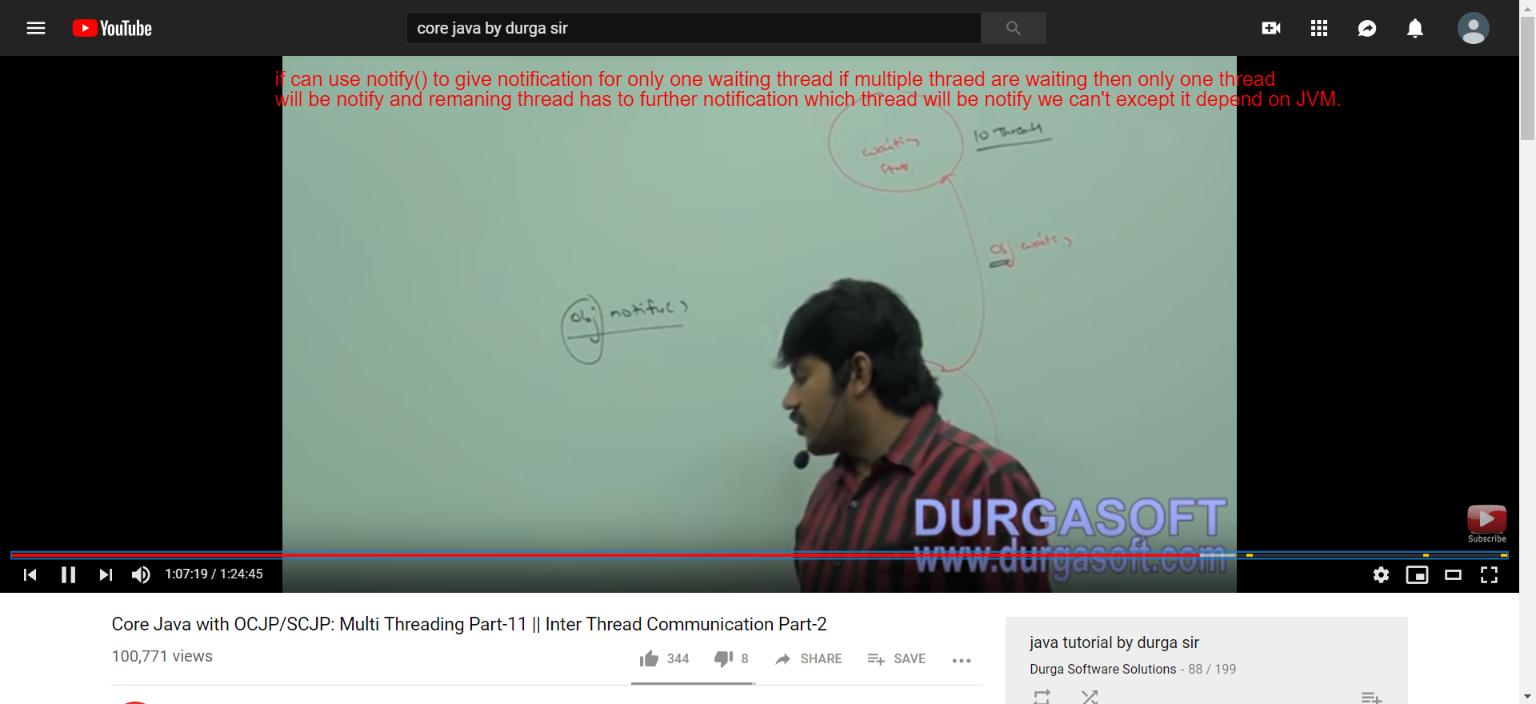 YouTube
core java by durga sir
if can use notify() to give notification for only one waiting thread if multiple thraed are waiting then only one thread
will be notify and remaning thread has to further notification which thread will be notify we can't except it depend on JVM.
10 Threads
waiting
state
obj.wait()
obj notify()
DURGASOFT
www.durgasoft.com
Subscribe
1:07:19 / 1:24:45
Core Java with OCJP/SCJP: Multi Threading Part-11 || Inter Thread Communication Part-2
100,771 views
344
8
SHARE
SAVE
java tutorial by durga sir
Durga Software Solutions - 88 / 199